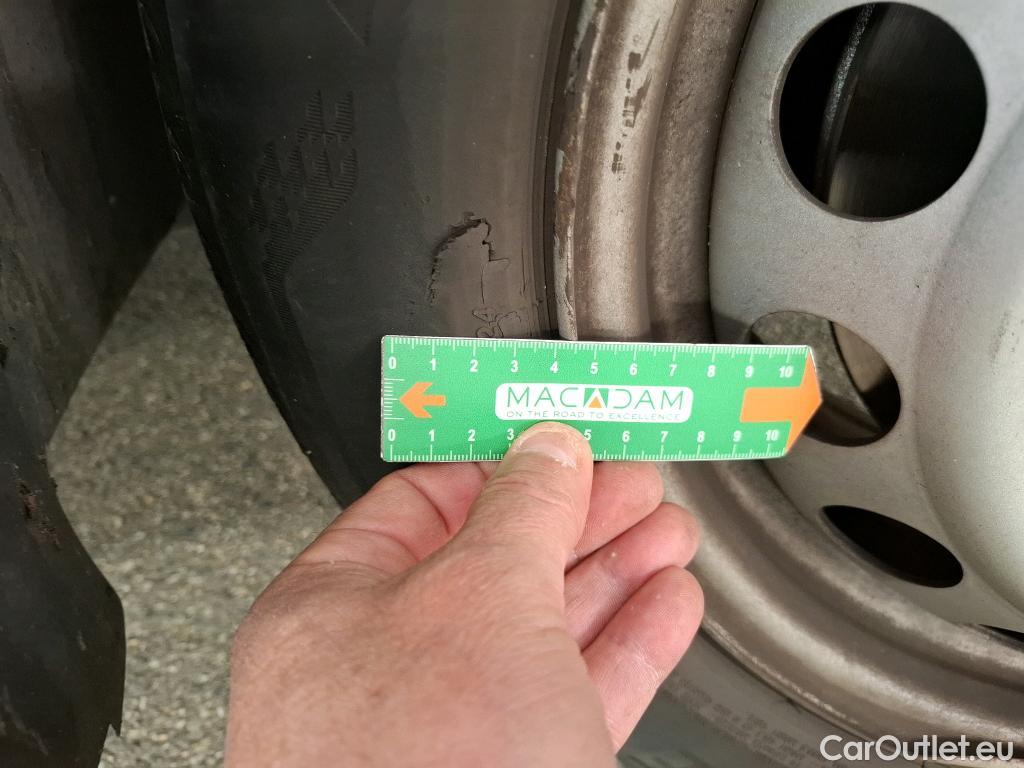 24
0 1 2 3 4 5 6 7 8 9 10
MACADAM
ON THE ROAD TO EXCELLENCE
0 1 2 3 5 6 7 8 9 10
CarOutlet.eu